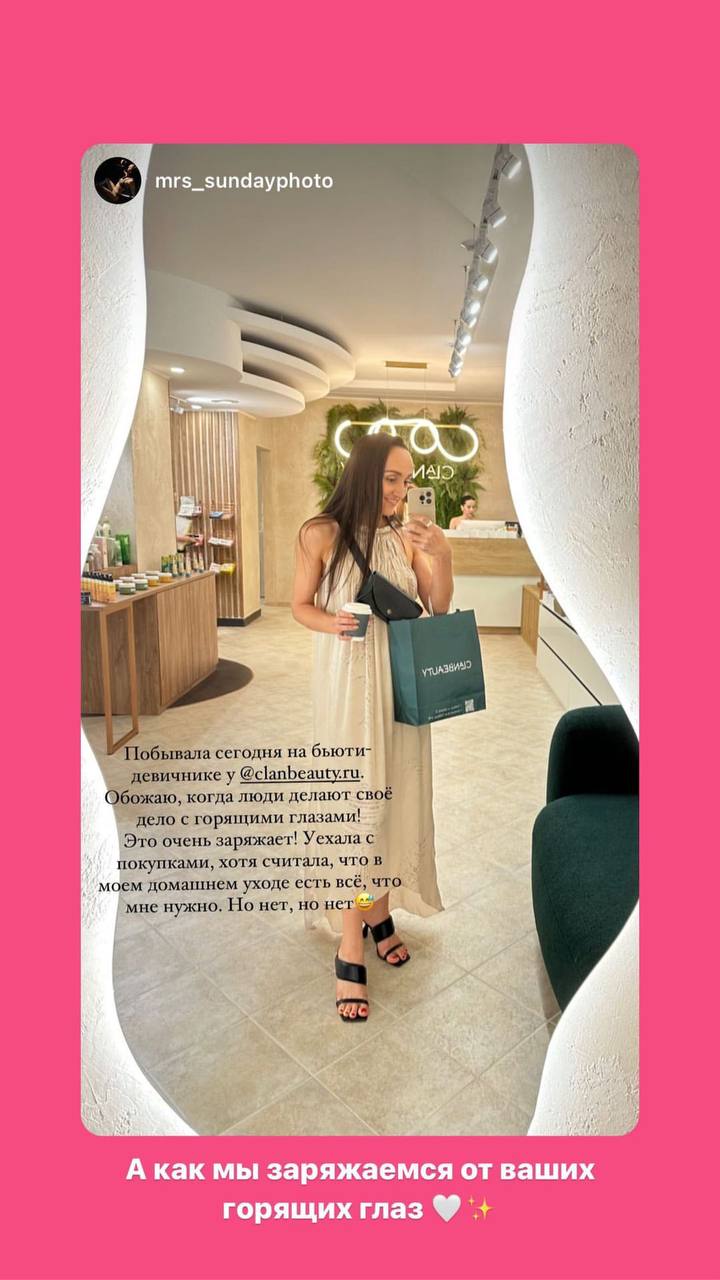 mrs_sundayphoto
CLAN
CLANBEAUTY
Побывала сегодня на бьюти-
девичнике у @clanbeauty.ru.
Обожаю, когда люди делают своё
дело с горящими глазами!
Это очень заряжает! Уехала с
покупками, хотя считала, что в
моем домашнем уходе есть всё, что
мне нужно. Но нет, но нет😅
А как мы заряжаемся от ваших
горящих глаз 🤍✨